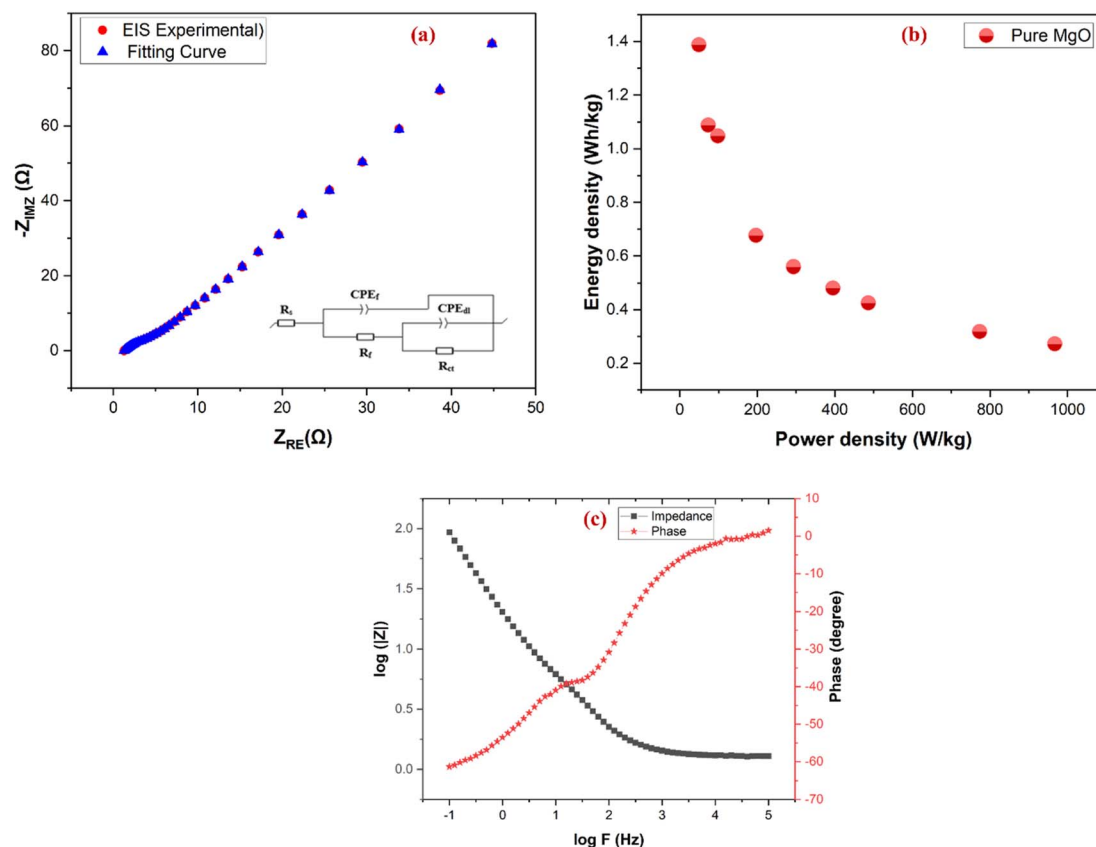 EIS Experimental)
Fitting Curve
(a)
80
60
40
20
0
-Z_IMZ (Ω)
0
10
20
30
40
50
Z_RE(Ω)
R_s
CPE_f
R_f
CPE_dl
R_ct
(b)
Pure MgO
1.4
1.2
1.0
0.8
0.6
0.4
0.2
Energy density (Wh/kg)
0
200
400
600
800
1000
Power density (W/kg)
(c)
Impedance
Phase
2.0
1.5
1.0
0.5
0.0
log (|Z|)
10
0
-10
-20
-30
-40
-50
-60
-70
Phase (degree)
-1
0
1
2
3
4
5
log F (Hz)